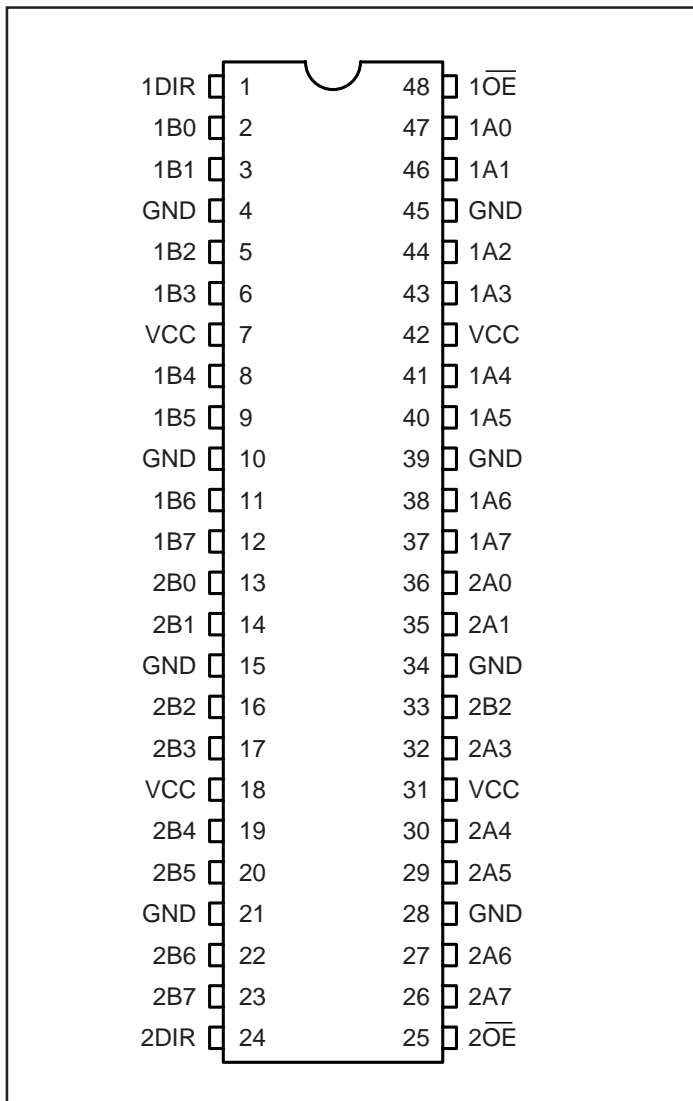 1DIR 1 48 1O̅E̅
1B0 2 47 1A0
1B1 3 46 1A1
GND 4 45 GND
1B2 5 44 1A2
1B3 6 43 1A3
VCC 7 42 VCC
1B4 8 41 1A4
1B5 9 40 1A5
GND 10 39 GND
1B6 11 38 1A6
1B7 12 37 1A7
2B0 13 36 2A0
2B1 14 35 2A1
GND 15 34 GND
2B2 16 33 2B2
2B3 17 32 2A3
VCC 18 31 VCC
2B4 19 30 2A4
2B5 20 29 2A5
GND 21 28 GND
2B6 22 27 2A6
2B7 23 26 2A7
2DIR 24 25 2O̅E̅